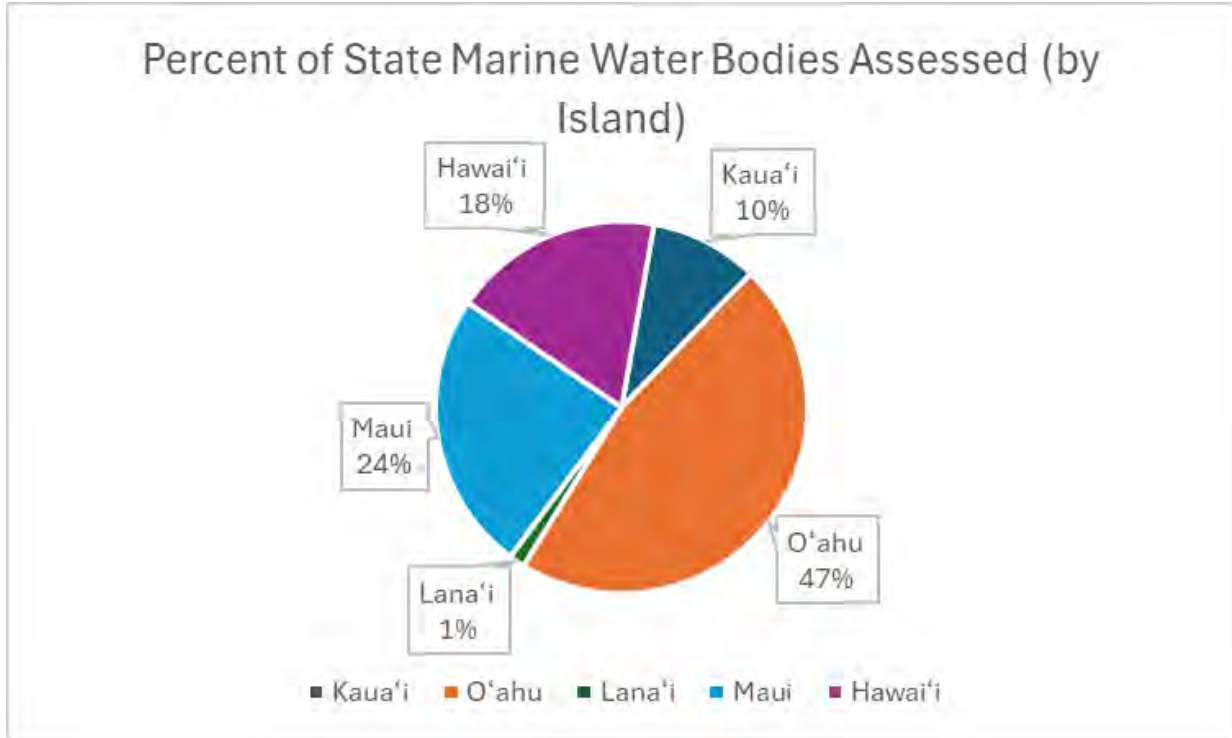 Percent of State Marine Water Bodies Assessed (by
Island)
Hawaiʻi
18%
Kauaʻi
10%
Maui
24%
Oʻahu
47%
Lanaʻi
1%
Kauaʻi Oʻahu Lanaʻi Maui Hawaiʻi